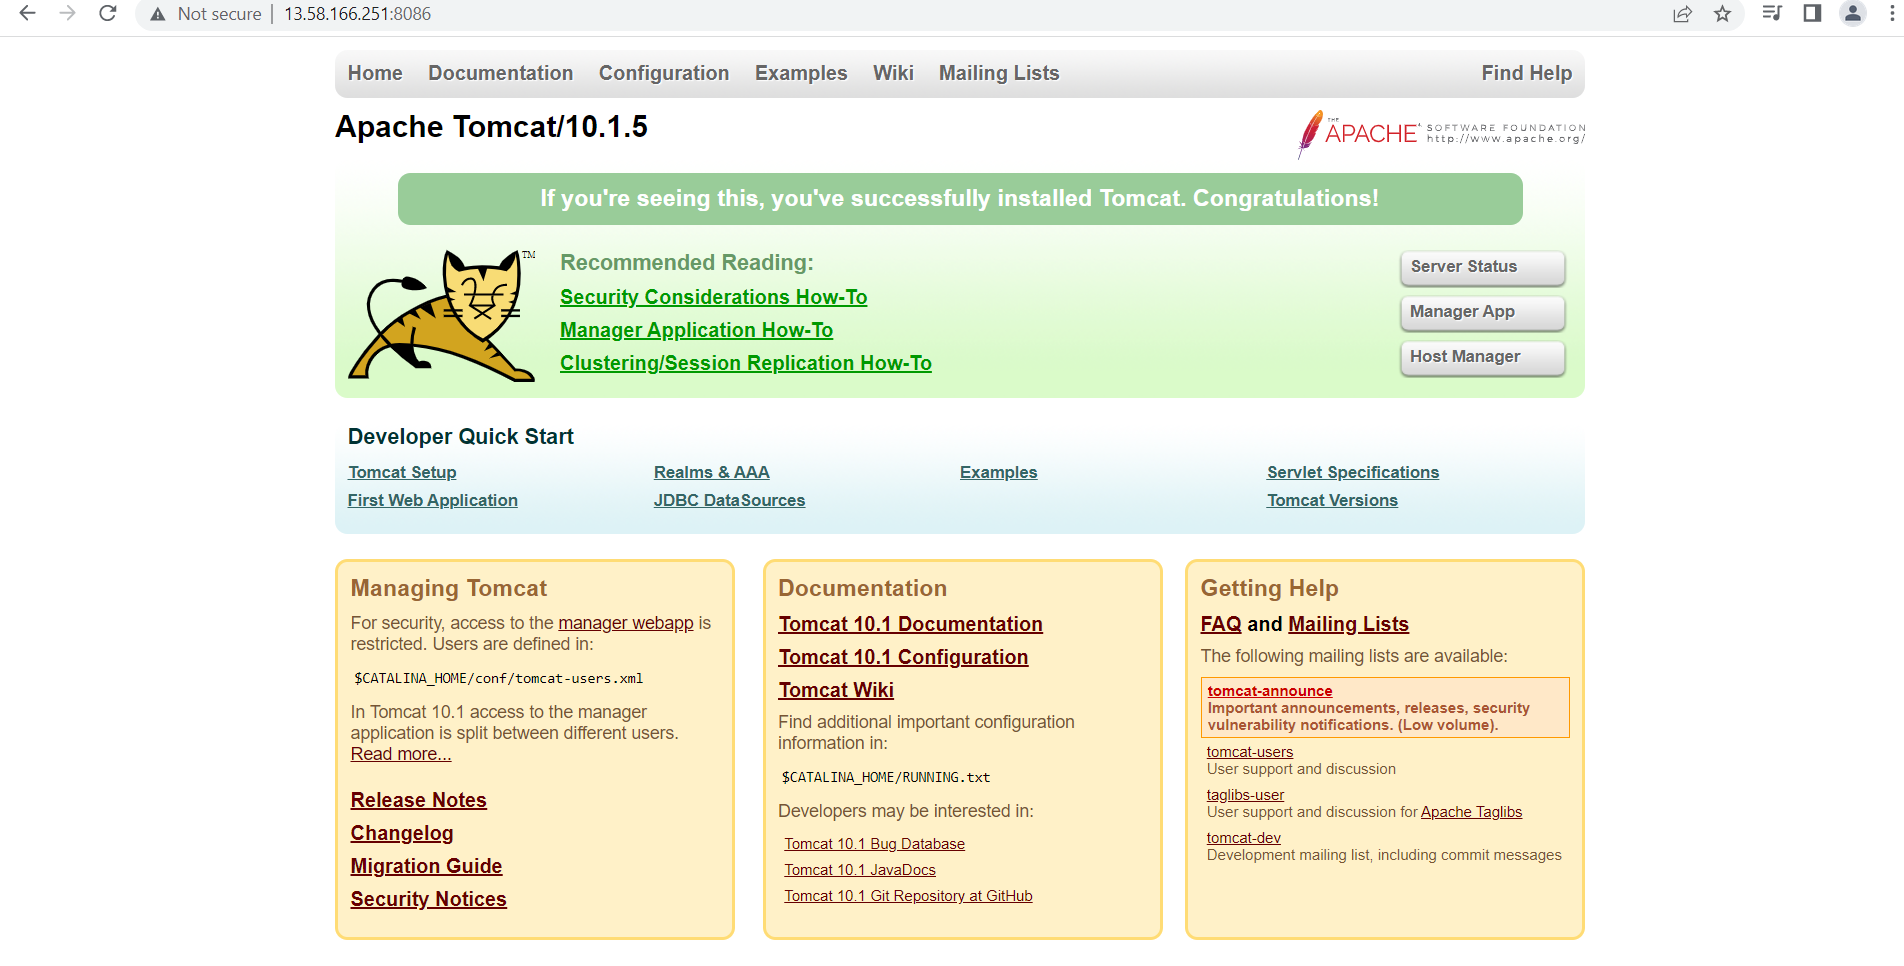 Not secure | 13.58.166.251:8086
Home Documentation Configuration Examples Wiki Mailing Lists Find Help
Apache Tomcat/10.1.5
THE APACHE SOFTWARE FOUNDATION
http://www.apache.org/
If you're seeing this, you've successfully installed Tomcat. Congratulations!
TM
Recommended Reading:
Security Considerations How-To
Manager Application How-To
Clustering/Session Replication How-To
Server Status
Manager App
Host Manager
Developer Quick Start
Tomcat Setup
First Web Application
Realms & AAA
JDBC DataSources
Examples
Servlet Specifications
Tomcat Versions
Managing Tomcat
For security, access to the manager webapp is
restricted. Users are defined in:
$CATALINA_HOME/conf/tomcat-users.xml
In Tomcat 10.1 access to the manager
application is split between different users.
Read more...
Release Notes
Changelog
Migration Guide
Security Notices
Documentation
Tomcat 10.1 Documentation
Tomcat 10.1 Configuration
Tomcat Wiki
Find additional important configuration
information in:
$CATALINA_HOME/RUNNING.txt
Developers may be interested in:
Tomcat 10.1 Bug Database
Tomcat 10.1 JavaDocs
Tomcat 10.1 Git Repository at GitHub
Getting Help
FAQ and Mailing Lists
The following mailing lists are available:
tomcat-announce
Important announcements, releases, security
vulnerability notifications. (Low volume).
tomcat-users
User support and discussion
taglibs-user
User support and discussion for Apache Taglibs
tomcat-dev
Development mailing list, including commit messages